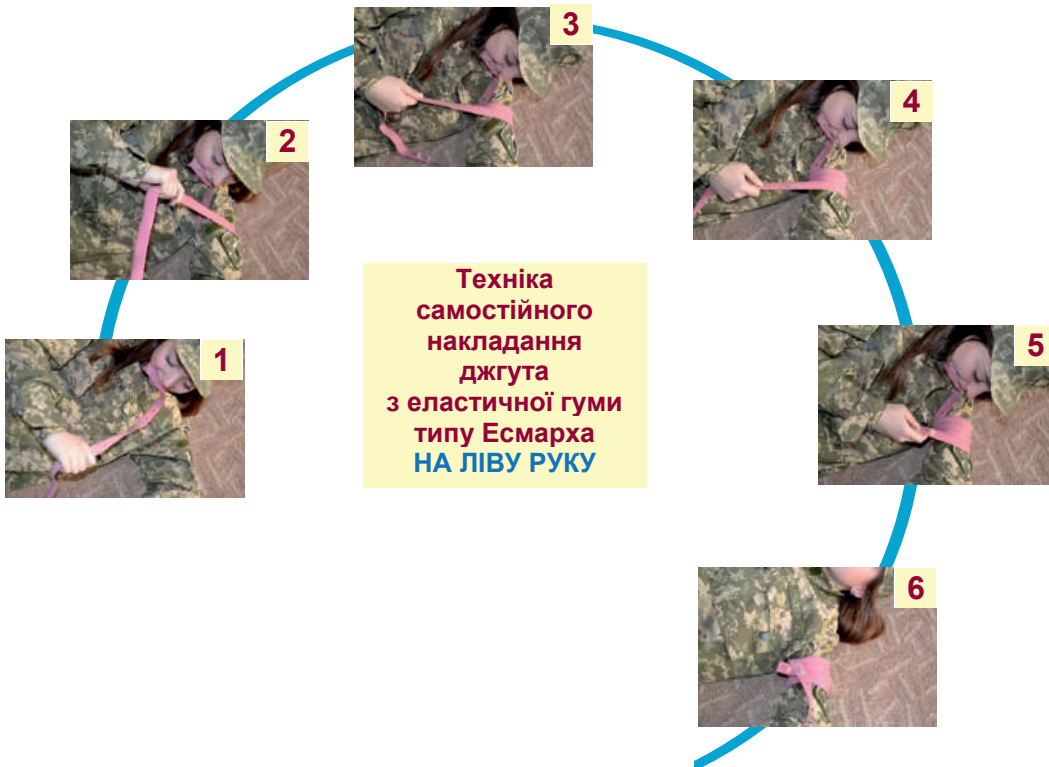 3
4
2
Техніка
самостійного
накладання
джгута
з еластичної гуми
типу Есмарха
НА ЛІВУ РУКУ
1
5
6